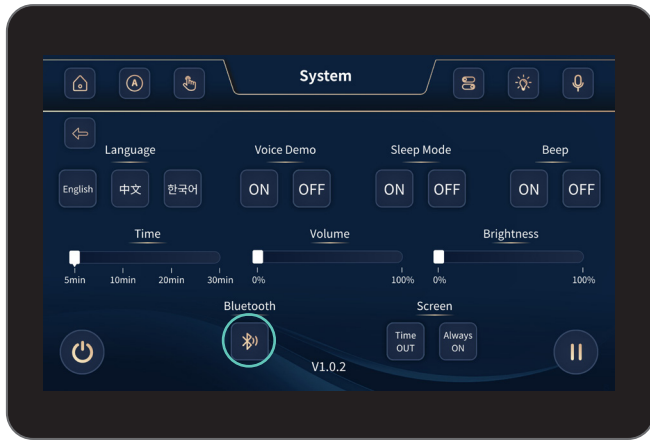 System
A
Language
Voice Demo
Sleep Mode
Beep
English
中文
한국어
ON
OFF
ON
OFF
ON
OFF
Time
Volume
Brightness
5min
10min
20min
30min
0%
100%
0%
100%
Bluetooth
Screen
Time
OUT
Always
ON
V1.0.2